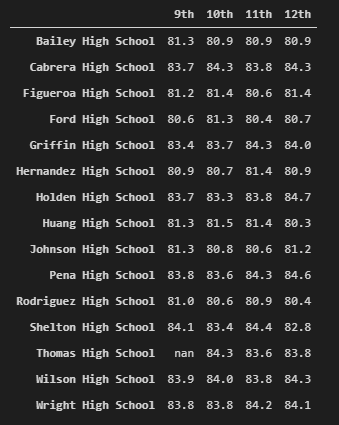 9th 10th 11th 12th
Bailey High School 81.3 80.9 80.9 80.9
Cabrera High School 83.7 84.3 83.8 84.3
Figueroa High School 81.2 81.4 80.6 81.4
Ford High School 80.6 81.3 80.4 80.7
Griffin High School 83.4 83.7 84.3 84.0
Hernandez High School 80.9 80.7 81.4 80.9
Holden High School 83.7 83.3 83.8 84.7
Huang High School 81.3 81.5 81.4 80.3
Johnson High School 81.3 80.8 80.6 81.2
Pena High School 83.8 83.6 84.3 84.6
Rodriguez High School 81.0 80.6 80.9 80.4
Shelton High School 84.1 83.4 84.4 82.8
Thomas High School nan 84.3 83.6 83.8
Wilson High School 83.9 84.0 83.8 84.3
Wright High School 83.8 83.8 84.2 84.1